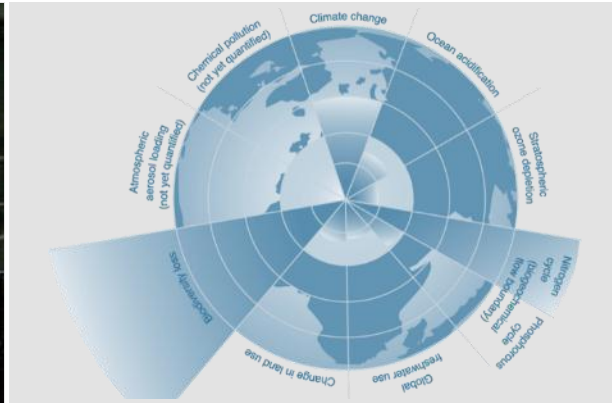 Climate change
Ocean acidification
Stratospheric
ozone depletion
Nitrogen
cycle
(biogeochemical
flow boundary)
Phosphorous
cycle
Global
freshwater use
Change in land use
Biodiversity loss
Atmospheric
aerosol loading
(not yet quantified)
Chemical pollution
(not yet quantified)